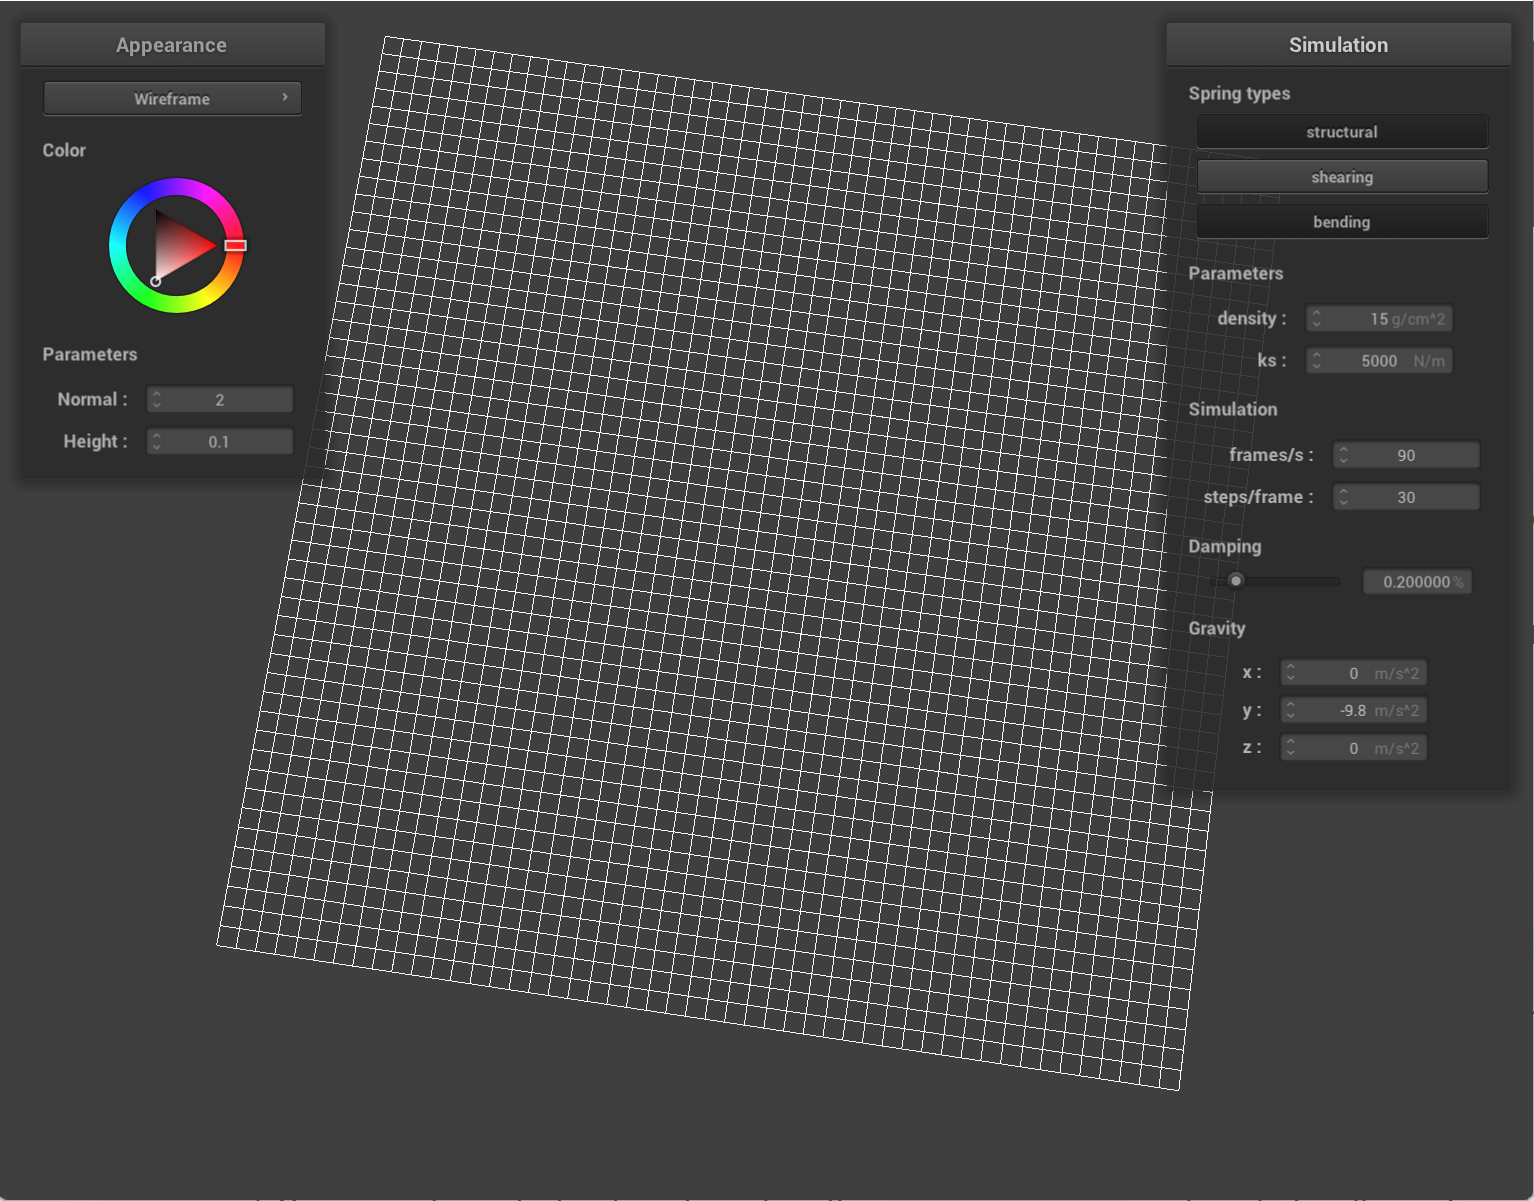 Appearance
Wireframe
Color
Parameters
Normal : 2
Height : 0.1
Simulation
Spring types
structural
shearing
bending
Parameters
density : 15 g/cm^2
ks : 5000 N/m
Simulation
frames/s : 90
steps/frame : 30
Damping
0.200000 %
Gravity
x : 0 m/s^2
y : -9.8 m/s^2
z : 0 m/s^2